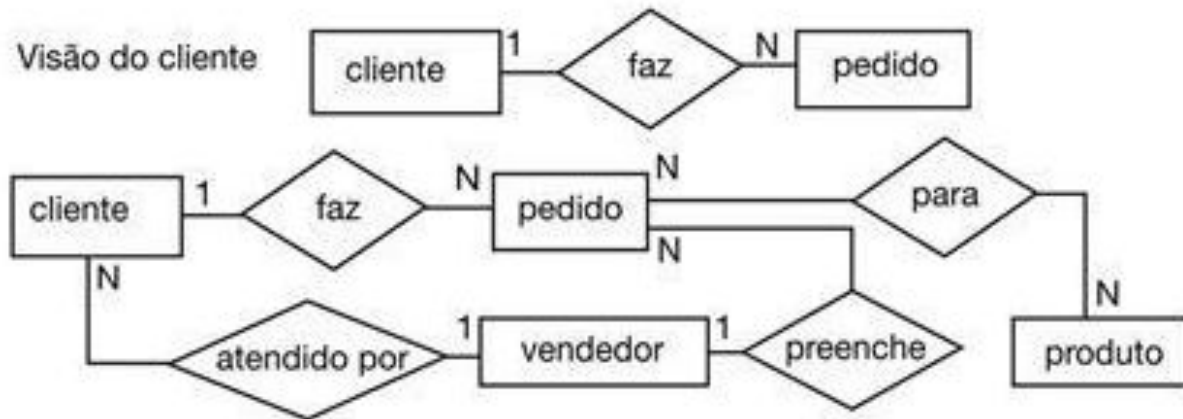 Visão do cliente
cliente 1 faz N pedido
cliente 1 faz N pedido N para
N N
atendido por 1 vendedor 1 preenche N produto